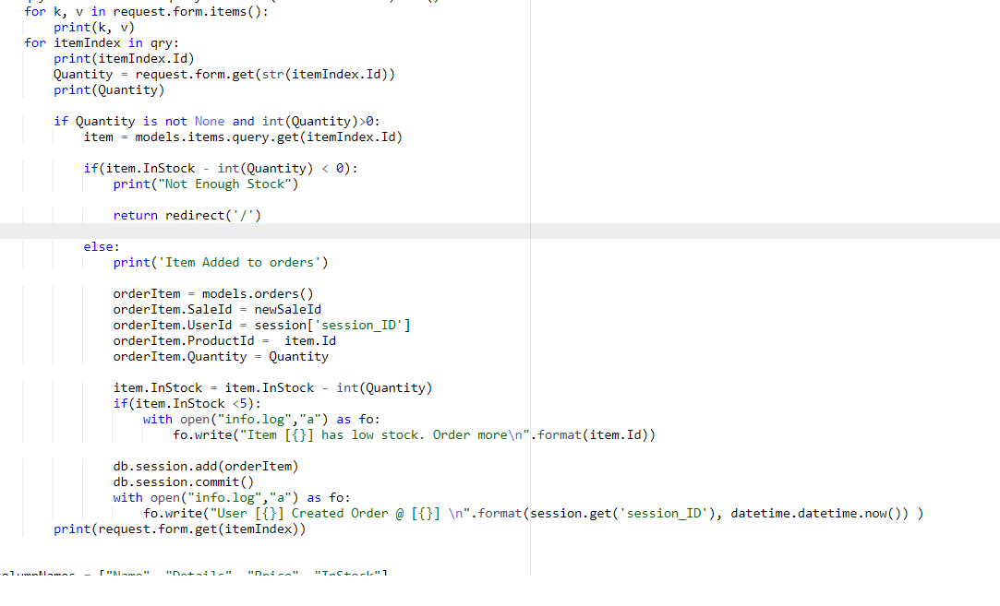 for k, v in request.form.items():
    print(k, v)
for itemIndex in qry:
    print(itemIndex.Id)
    Quantity = request.form.get(str(itemIndex.Id))
    print(Quantity)
    if Quantity is not None and int(Quantity)>0:
        item = models.items.query.get(itemIndex.Id)
        if(item.InStock - int(Quantity) < 0):
            print("Not Enough Stock")
            return redirect('/')
        else:
            print('Item Added to orders')
            orderItem = models.orders()
            orderItem.SaleId = newSaleId
            orderItem.UserId = session['session_ID']
            orderItem.ProductId =  item.Id
            orderItem.Quantity = Quantity
            item.InStock = item.InStock - int(Quantity)
            if(item.InStock <5):
                with open("info.log","a") as fo:
                    fo.write("Item [{}] has low stock. Order more\n".format(item.Id))
            db.session.add(orderItem)
            db.session.commit()
            with open("info.log","a") as fo:
                fo.write("User [{}] Created Order @ [{}] \n".format(session.get('session_ID'), datetime.datetime.now()) )
    print(request.form.get(itemIndex))
= ["Name", "Details", "Price", "InStock"]